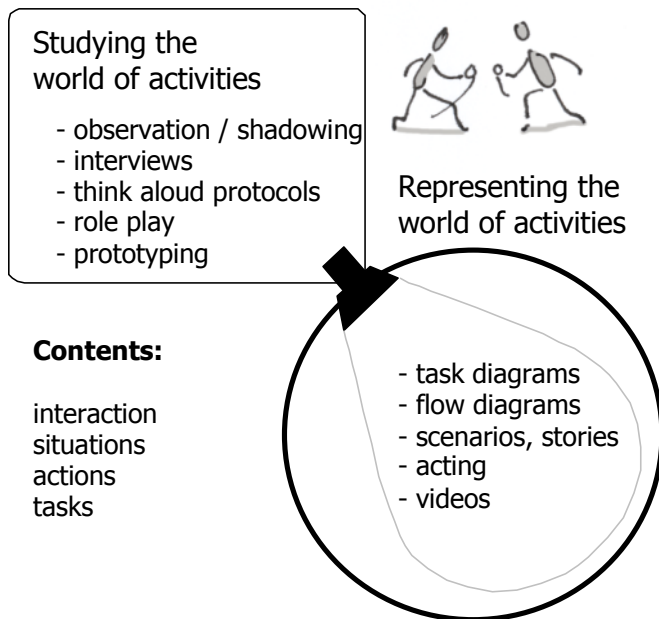 Studying the
world of activities
- observation / shadowing
- interviews
- think aloud protocols
- role play
- prototyping
Representing the
world of activities
Contents:
interaction
situations
actions
tasks
- task diagrams
- flow diagrams
- scenarios, stories
- acting
- videos